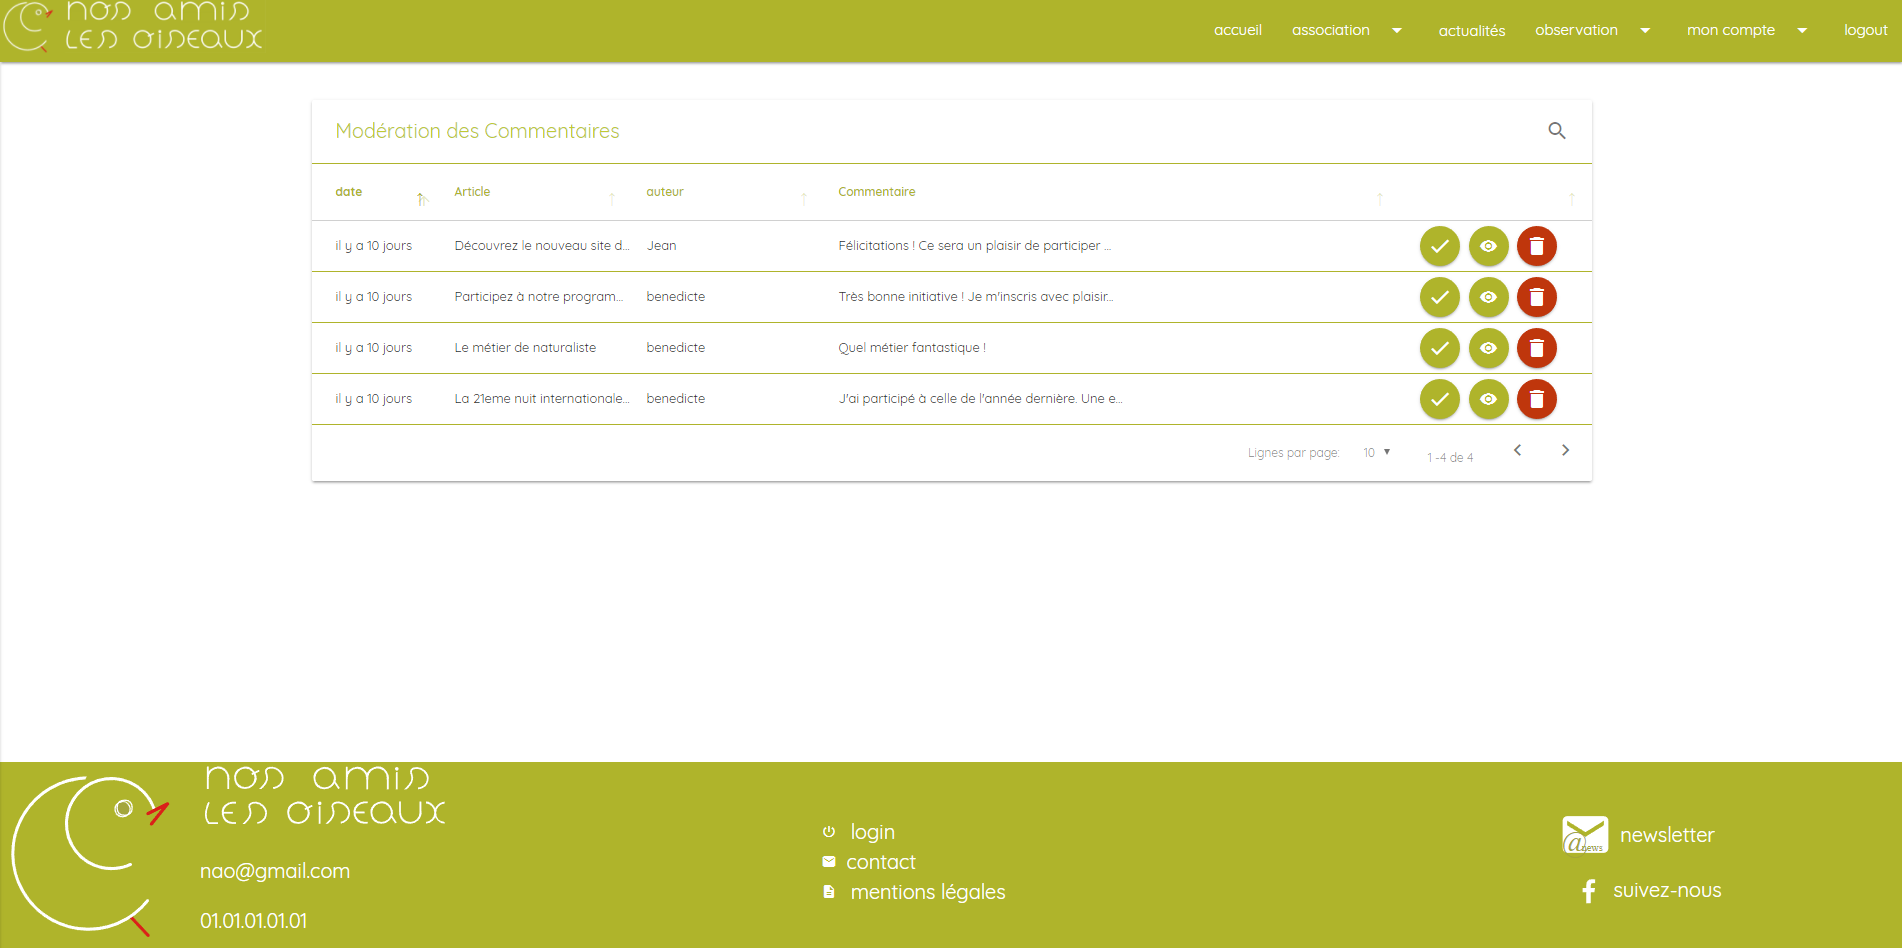 nos amis
les oiseaux
accueil association actualités observation mon compte logout
Modération des Commentaires
date Article auteur Commentaire
il y a 10 jours Découvrez le nouveau site d... Jean Félicitations ! Ce sera un plaisir de participer ...
il y a 10 jours Participez à notre program... benedicte Très bonne initiative ! Je m'inscris avec plaisir...
il y a 10 jours Le métier de naturaliste benedicte Quel métier fantastique !
il y a 10 jours La 21eme nuit internationale... benedicte J'ai participé à celle de l'année dernière. Une e...
Lignes par page: 10 1 -4 de 4
nos amis
les oiseaux
nao@gmail.com
01.01.01.01.01
login
contact
mentions légales
@news
newsletter
suivez-nous